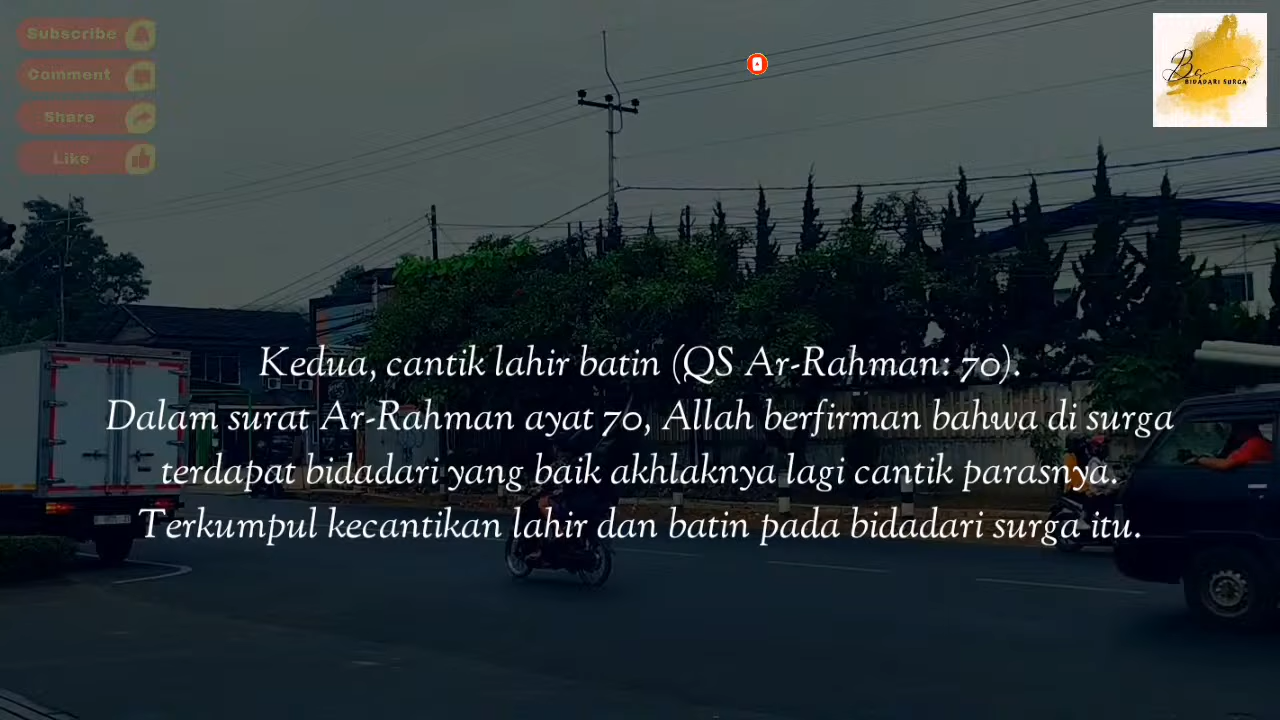 Subscribe
Comment
Share
Like
Bs
BIDADARI SURGA
Kedua, cantik lahir batin (QS Ar-Rahman: 70).
Dalam surat Ar-Rahman ayat 70, Allah berfirman bahwa di surga
terdapat bidadari yang baik akhlaknya lagi cantik parasnya.
Terkumpul kecantikan lahir dan batin pada bidadari surga itu.